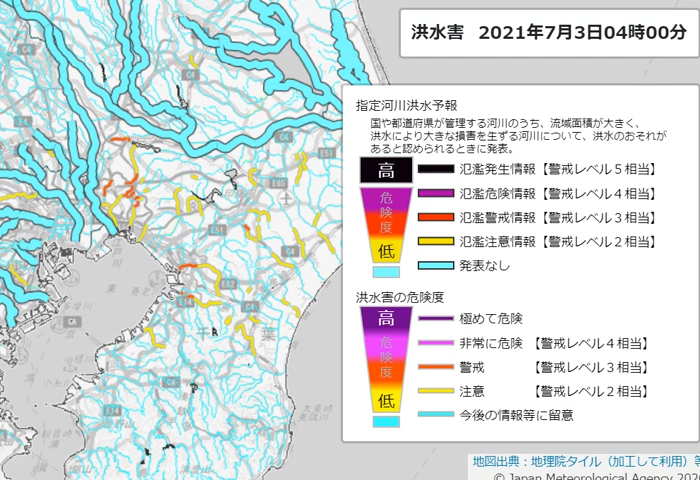 洪水害 2021年7月3日04時00分
指定河川洪水予報
国や都道府県が管理する河川のうち、流域面積が大きく、
洪水により大きな損害を生ずる河川について、洪水のおそれが
あると認められるときに発表。
高 氾濫発生情報【警戒レベル5相当】
危険度
氾濫危険情報【警戒レベル4相当】
氾濫警戒情報【警戒レベル3相当】
低 氾濫注意情報【警戒レベル2相当】
発表なし
洪水害の危険度
高 極めて危険
危険度
非常に危険 【警戒レベル4相当】
警戒 【警戒レベル3相当】
注意 【警戒レベル2相当】
低
今後の情報等に留意
千葉
E51
E65
E51
C4
C4
E14
E14
地図出典：地理院タイル（加工して利用）等
© Japan Meteorological Agency 202